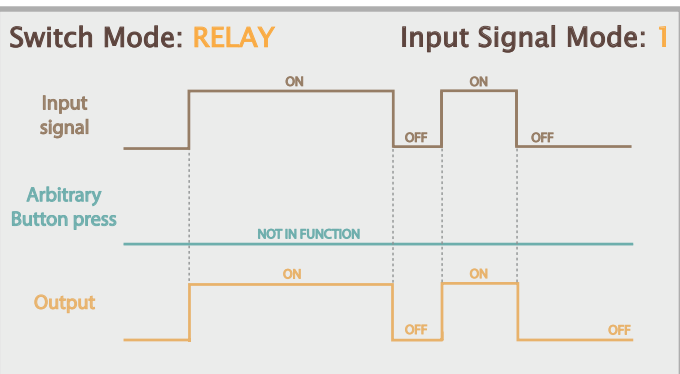 Switch Mode: RELAY
Input Signal Mode: 1
ON
ON
Input
signal
OFF
OFF
Arbitrary
Button press
NOT IN FUNCTION
ON
ON
Output
OFF
OFF